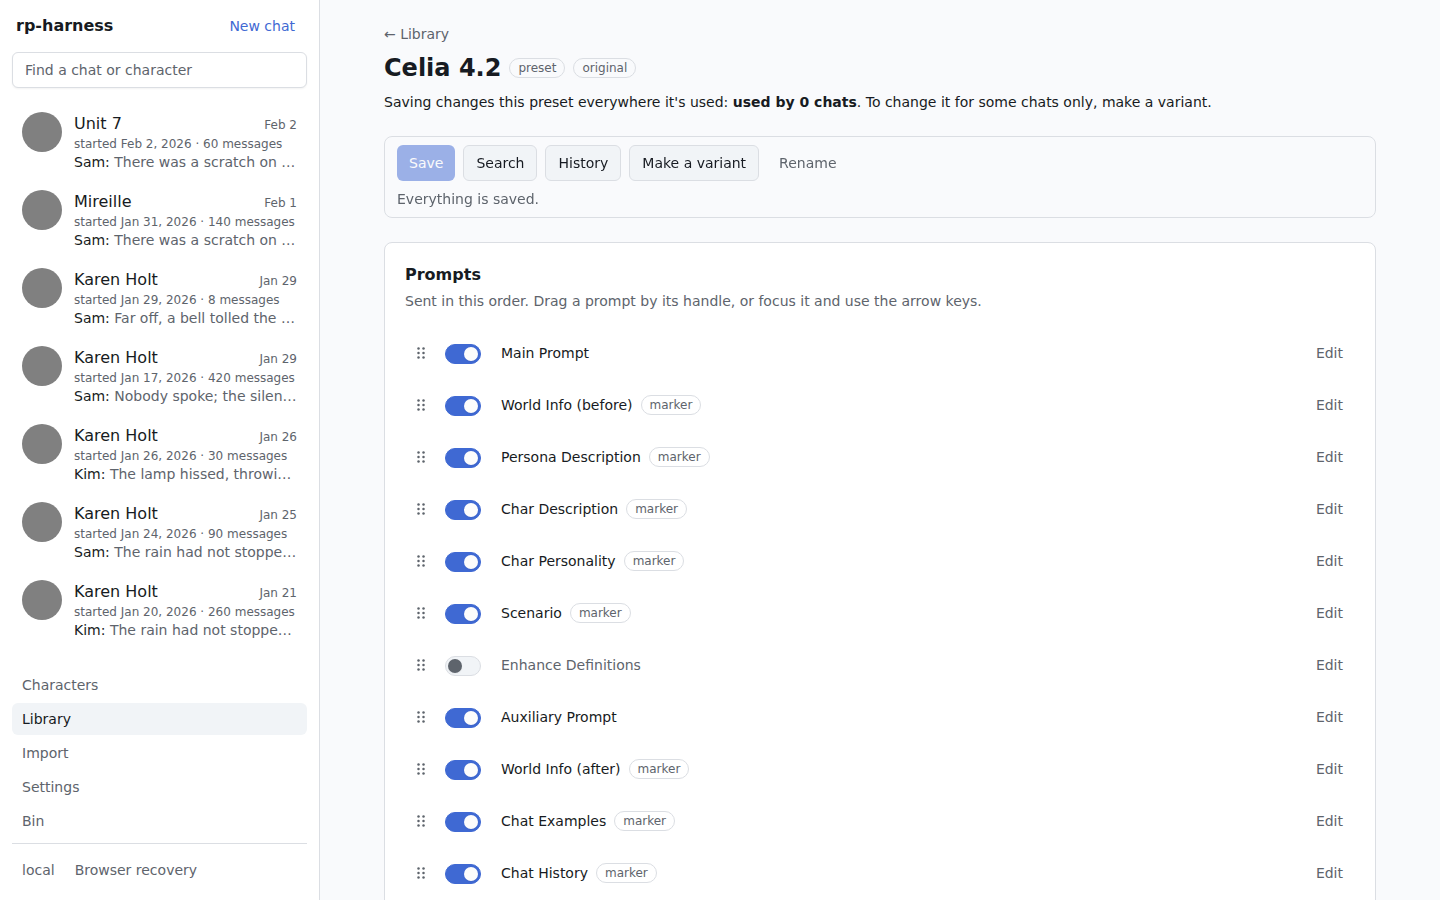 rp-harness
New chat
Find a chat or character
Unit 7
Feb 2
started Feb 2, 2026 · 60 messages
Sam: There was a scratch on …
Mireille
Feb 1
started Jan 31, 2026 · 140 messages
Sam: There was a scratch on …
Karen Holt
Jan 29
started Jan 29, 2026 · 8 messages
Sam: Far off, a bell tolled the …
Karen Holt
Jan 29
started Jan 17, 2026 · 420 messages
Sam: Nobody spoke; the silen…
Karen Holt
Jan 26
started Jan 26, 2026 · 30 messages
Kim: The lamp hissed, throwi…
Karen Holt
Jan 25
started Jan 24, 2026 · 90 messages
Sam: The rain had not stoppe…
Karen Holt
Jan 21
started Jan 20, 2026 · 260 messages
Kim: The rain had not stoppe…
Characters
Library
Import
Settings
Bin
local
Browser recovery
← Library
Celia 4.2
preset
original
Saving changes this preset everywhere it's used: used by 0 chats. To change it for some chats only, make a variant.
Save
Search
History
Make a variant
Rename
Everything is saved.
Prompts
Sent in this order. Drag a prompt by its handle, or focus it and use the arrow keys.
Main Prompt
Edit
World Info (before)
marker
Edit
Persona Description
marker
Edit
Char Description
marker
Edit
Char Personality
marker
Edit
Scenario
marker
Edit
Enhance Definitions
Edit
Auxiliary Prompt
Edit
World Info (after)
marker
Edit
Chat Examples
marker
Edit
Chat History
marker
Edit